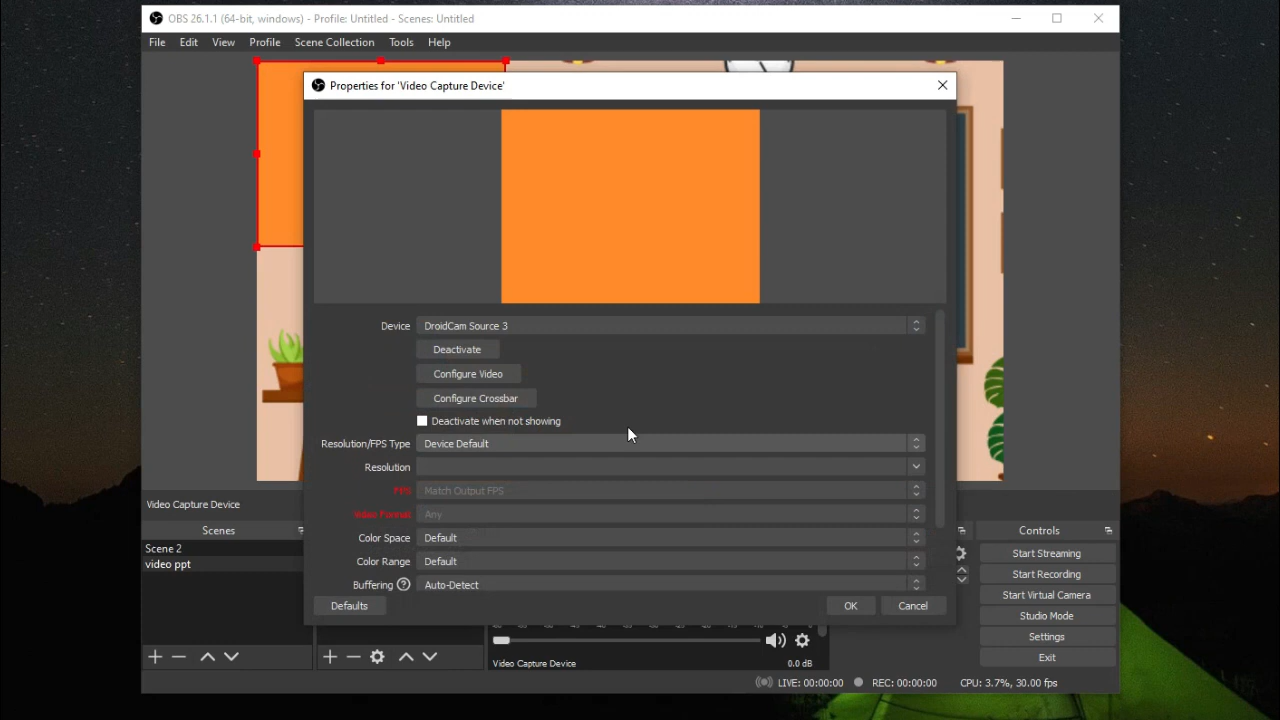 OBS 26.1.1 (64-bit, windows) - Profile: Untitled - Scenes: Untitled
File Edit View Profile Scene Collection Tools Help
Properties for 'Video Capture Device'
Device DroidCam Source 3
Deactivate
Configure Video
Configure Crossbar
Deactivate when not showing
Resolution/FPS Type Device Default
Resolution
FPS Match Output FPS
Video Format Any
Color Space Default
Color Range Default
Buffering ? Auto-Detect
Defaults OK Cancel
Video Capture Device
Scenes
Scene 2
video ppt
Controls
Start Streaming
Start Recording
Start Virtual Camera
Studio Mode
Settings
Exit
Video Capture Device 0.0 dB
LIVE: 00:00:00 REC: 00:00:00 CPU: 3.7%, 30.00 fps